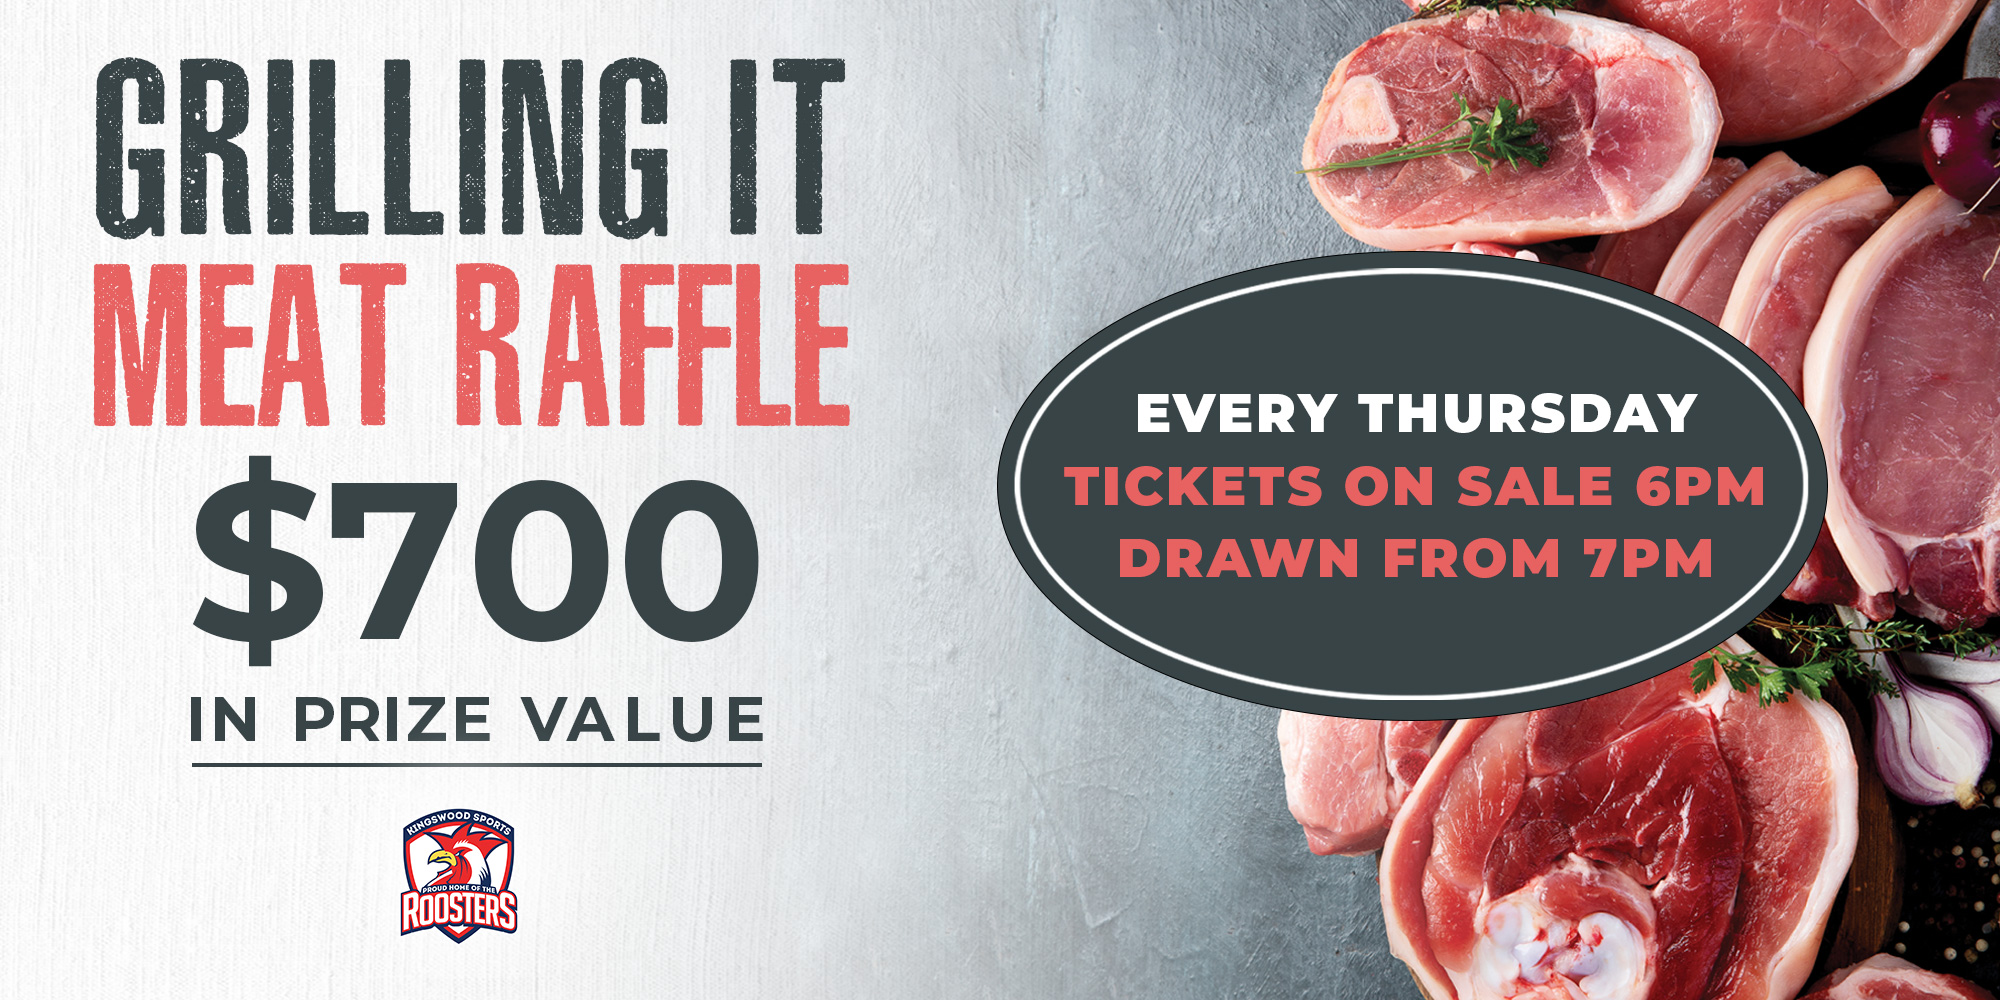 GRILLING IT
MEAT RAFFLE
$700
IN PRIZE VALUE
KINGSWOOD SPORTS
PROUD HOME OF THE
ROOSTERS
EVERY THURSDAY
TICKETS ON SALE 6PM
DRAWN FROM 7PM